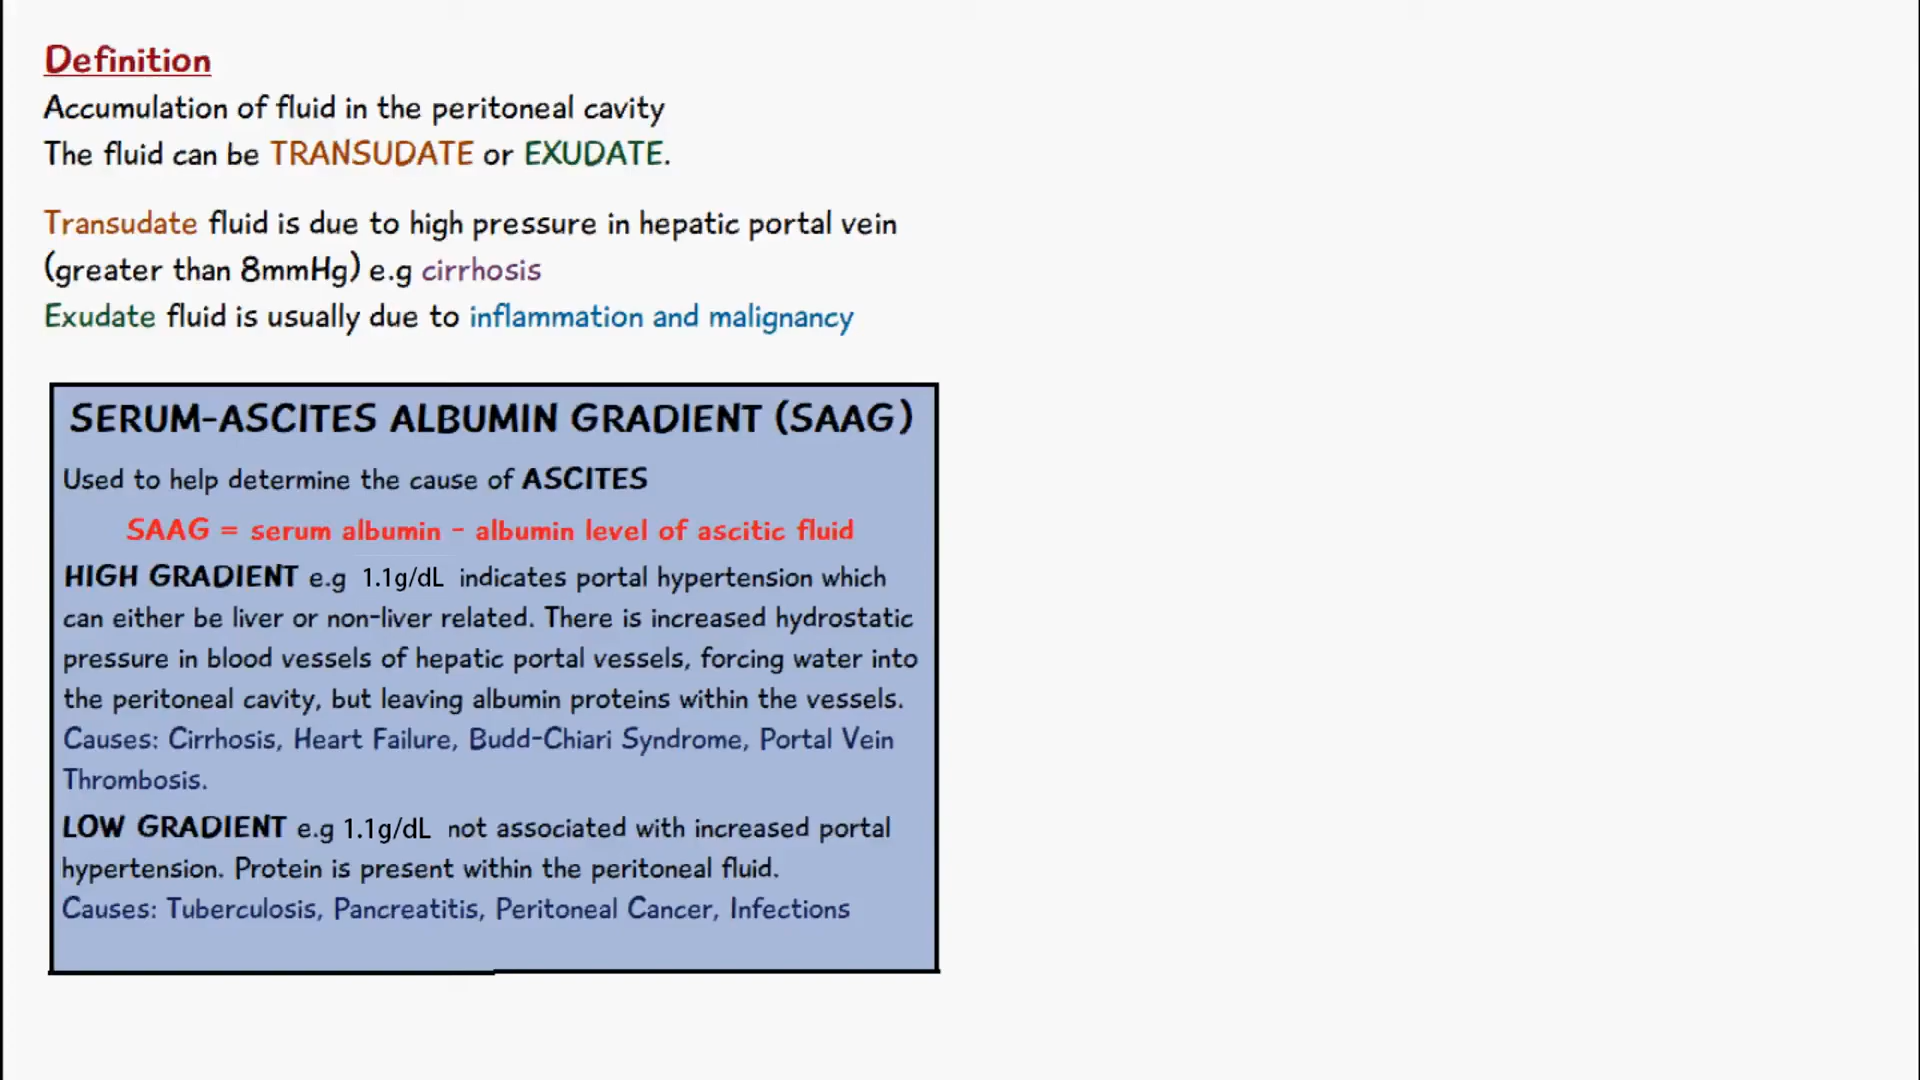 Definition
Accumulation of fluid in the peritoneal cavity
The fluid can be TRANSUDATE or EXUDATE.
Transudate fluid is due to high pressure in hepatic portal vein
(greater than 8mmHg) e.g cirrhosis
Exudate fluid is usually due to inflammation and malignancy
SERUM-ASCITES ALBUMIN GRADIENT (SAAG)
Used to help determine the cause of ASCITES
SAAG = serum albumin - albumin level of ascitic fluid
HIGH GRADIENT e.g 1.1g/dL indicates portal hypertension which
can either be liver or non-liver related. There is increased hydrostatic
pressure in blood vessels of hepatic portal vessels, forcing water into
the peritoneal cavity, but leaving albumin proteins within the vessels.
Causes: Cirrhosis, Heart Failure, Budd-Chiari Syndrome, Portal Vein
Thrombosis.
LOW GRADIENT e.g 1.1g/dL not associated with increased portal
hypertension. Protein is present within the peritoneal fluid.
Causes: Tuberculosis, Pancreatitis, Peritoneal Cancer, Infections